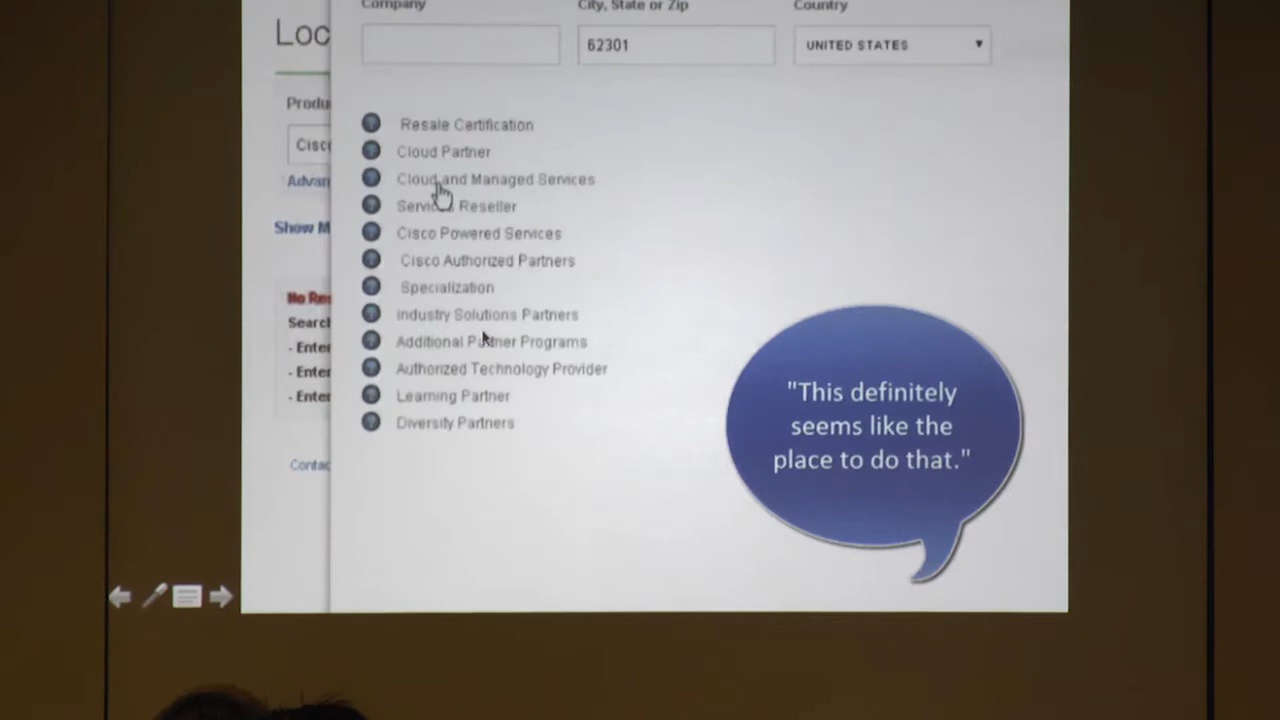 Company
City, State or Zip
Country
Loc
62301
UNITED STATES
Produ
Cisc
Advan
Show M
Resale Certification
Cloud Partner
Cloud and Managed Services
Services Reseller
Cisco Powered Services
Cisco Authorized Partners
Specialization
Industry Solutions Partners
Additional Partner Programs
Authorized Technology Provider
Learning Partner
Diversity Partners
No Res
Search
- Enter
- Enter
- Enter
Contac
"This definitely
seems like the
place to do that."